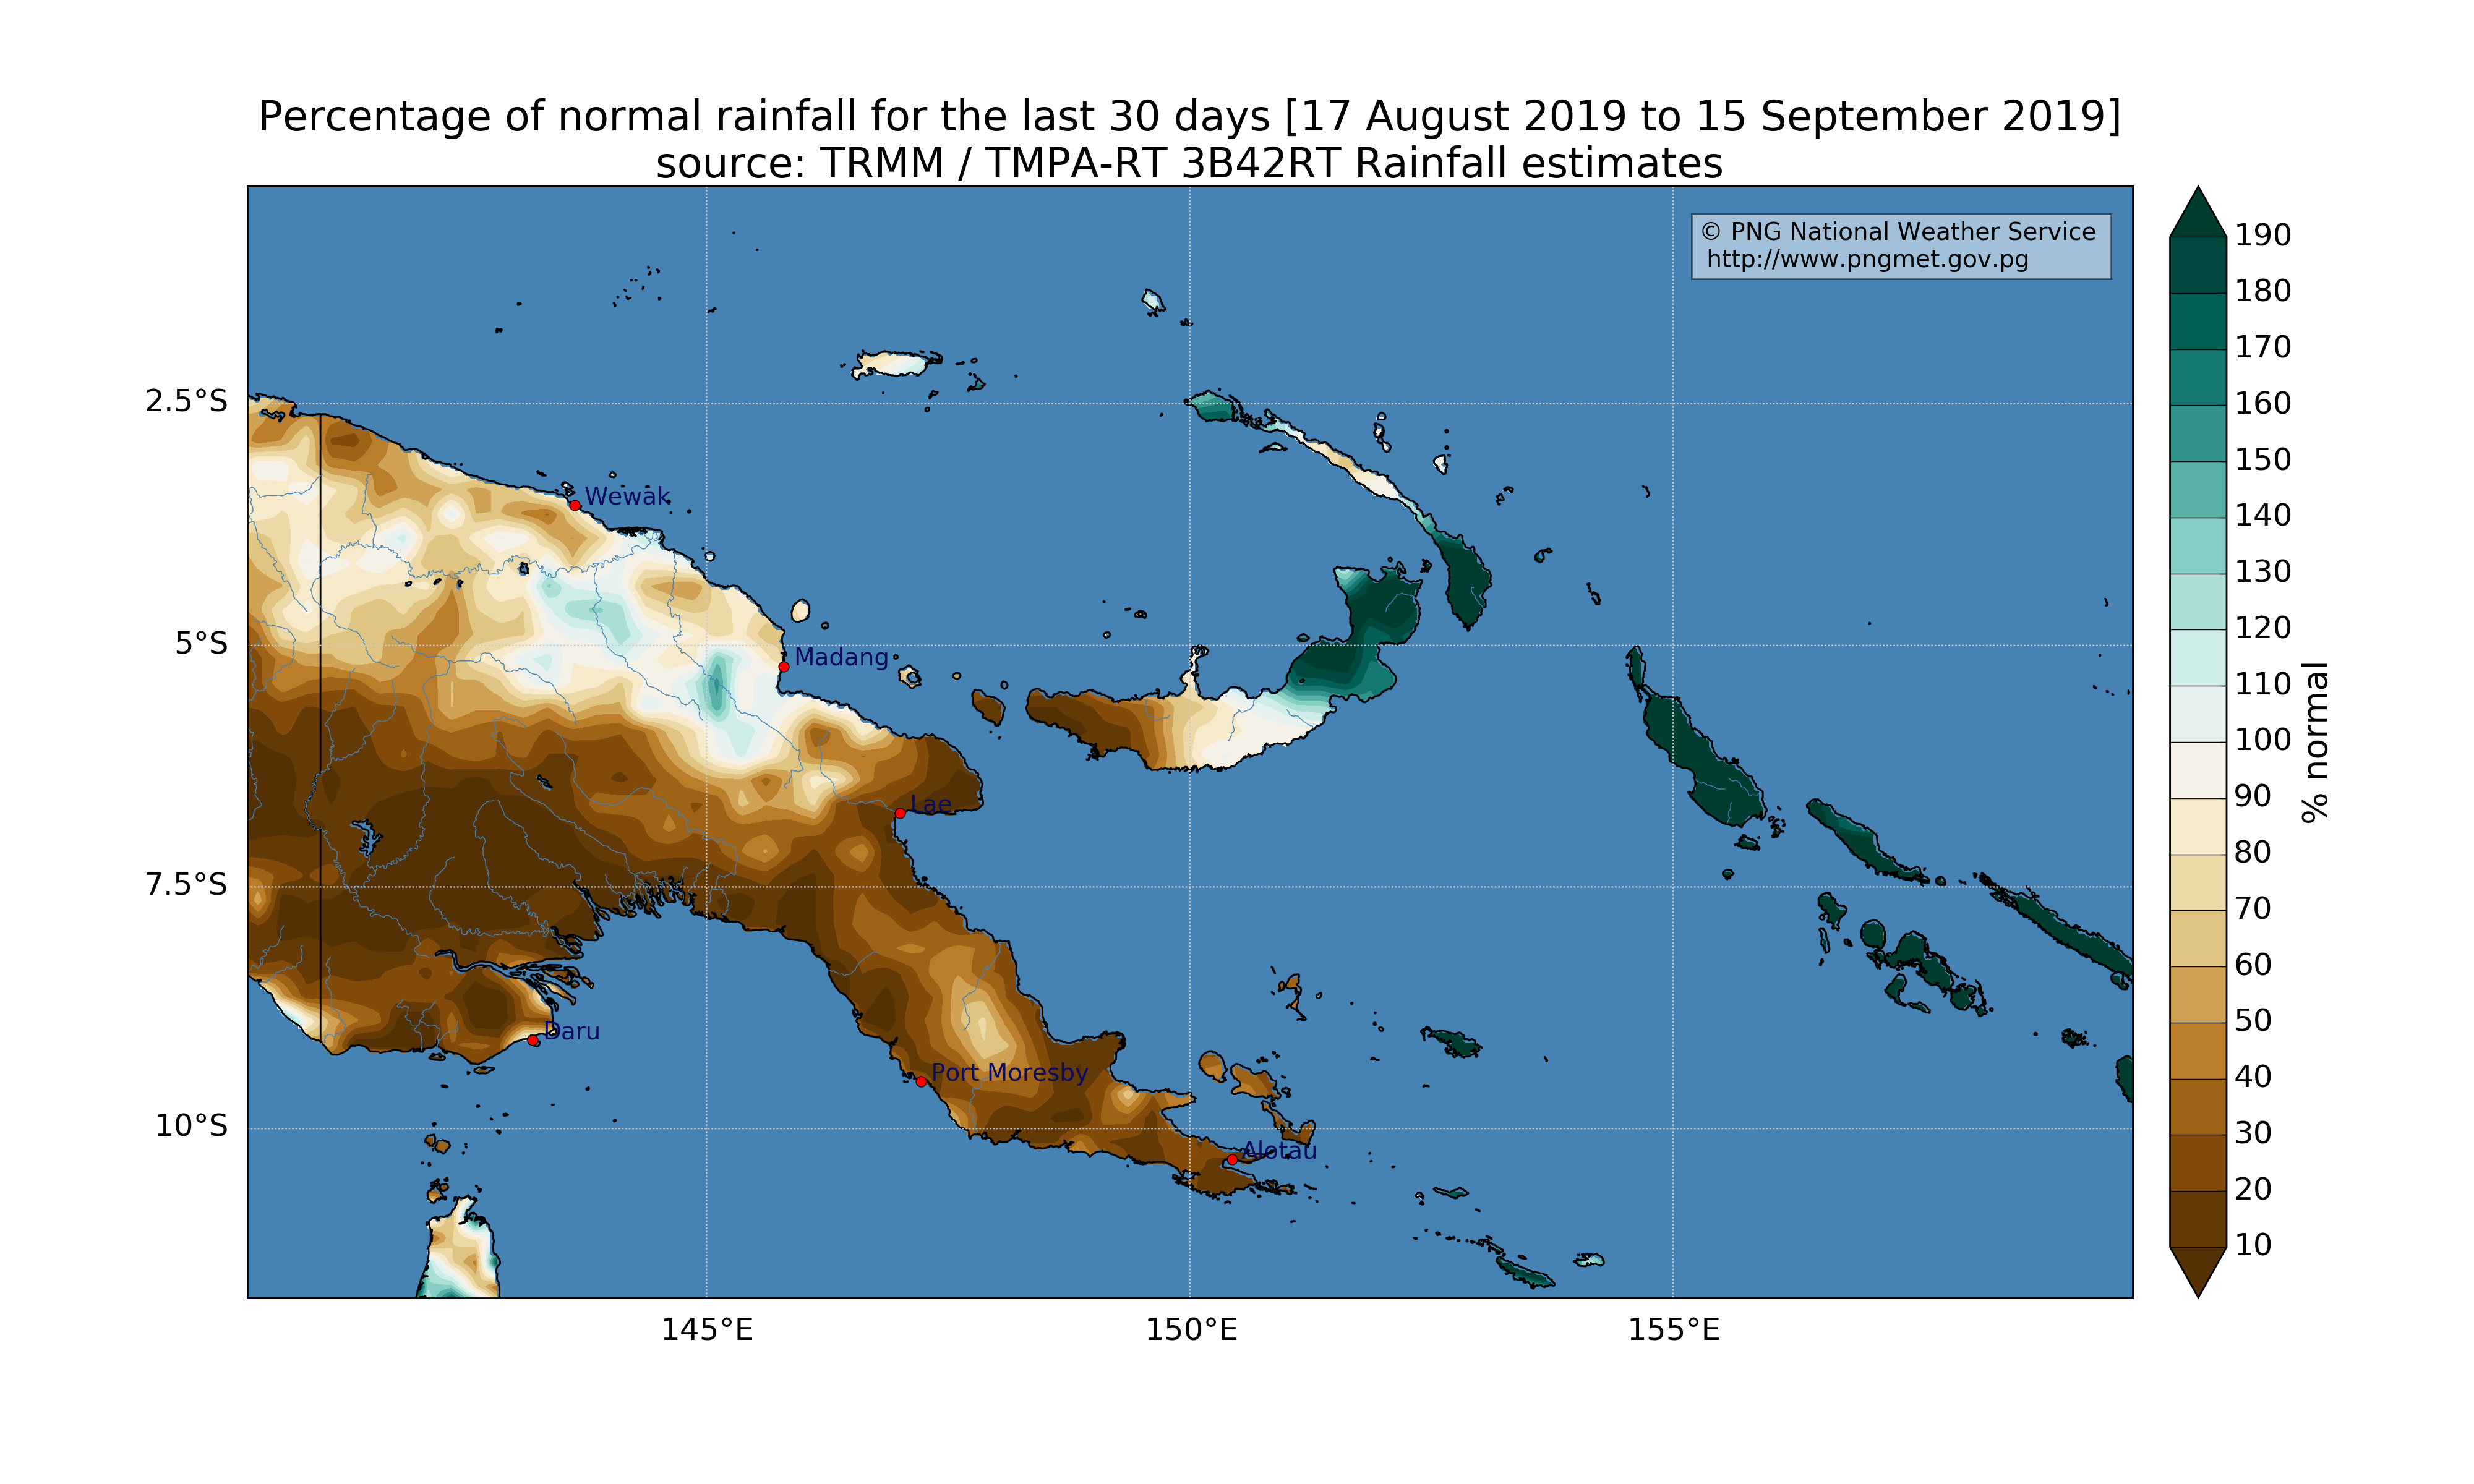 Percentage of normal rainfall for the last 30 days [17 August 2019 to 15 September 2019]
source: TRMM / TMPA-RT 3B42RT Rainfall estimates
© PNG National Weather Service
http://www.pngmet.gov.pg
2.5°S
5°S
7.5°S
10°S
145°E
150°E
155°E
Wewak
Madang
Lae
Daru
Port Moresby
Alotau
190
180
170
160
150
140
130
120
110
100
90
80
70
60
50
40
30
20
10
% normal